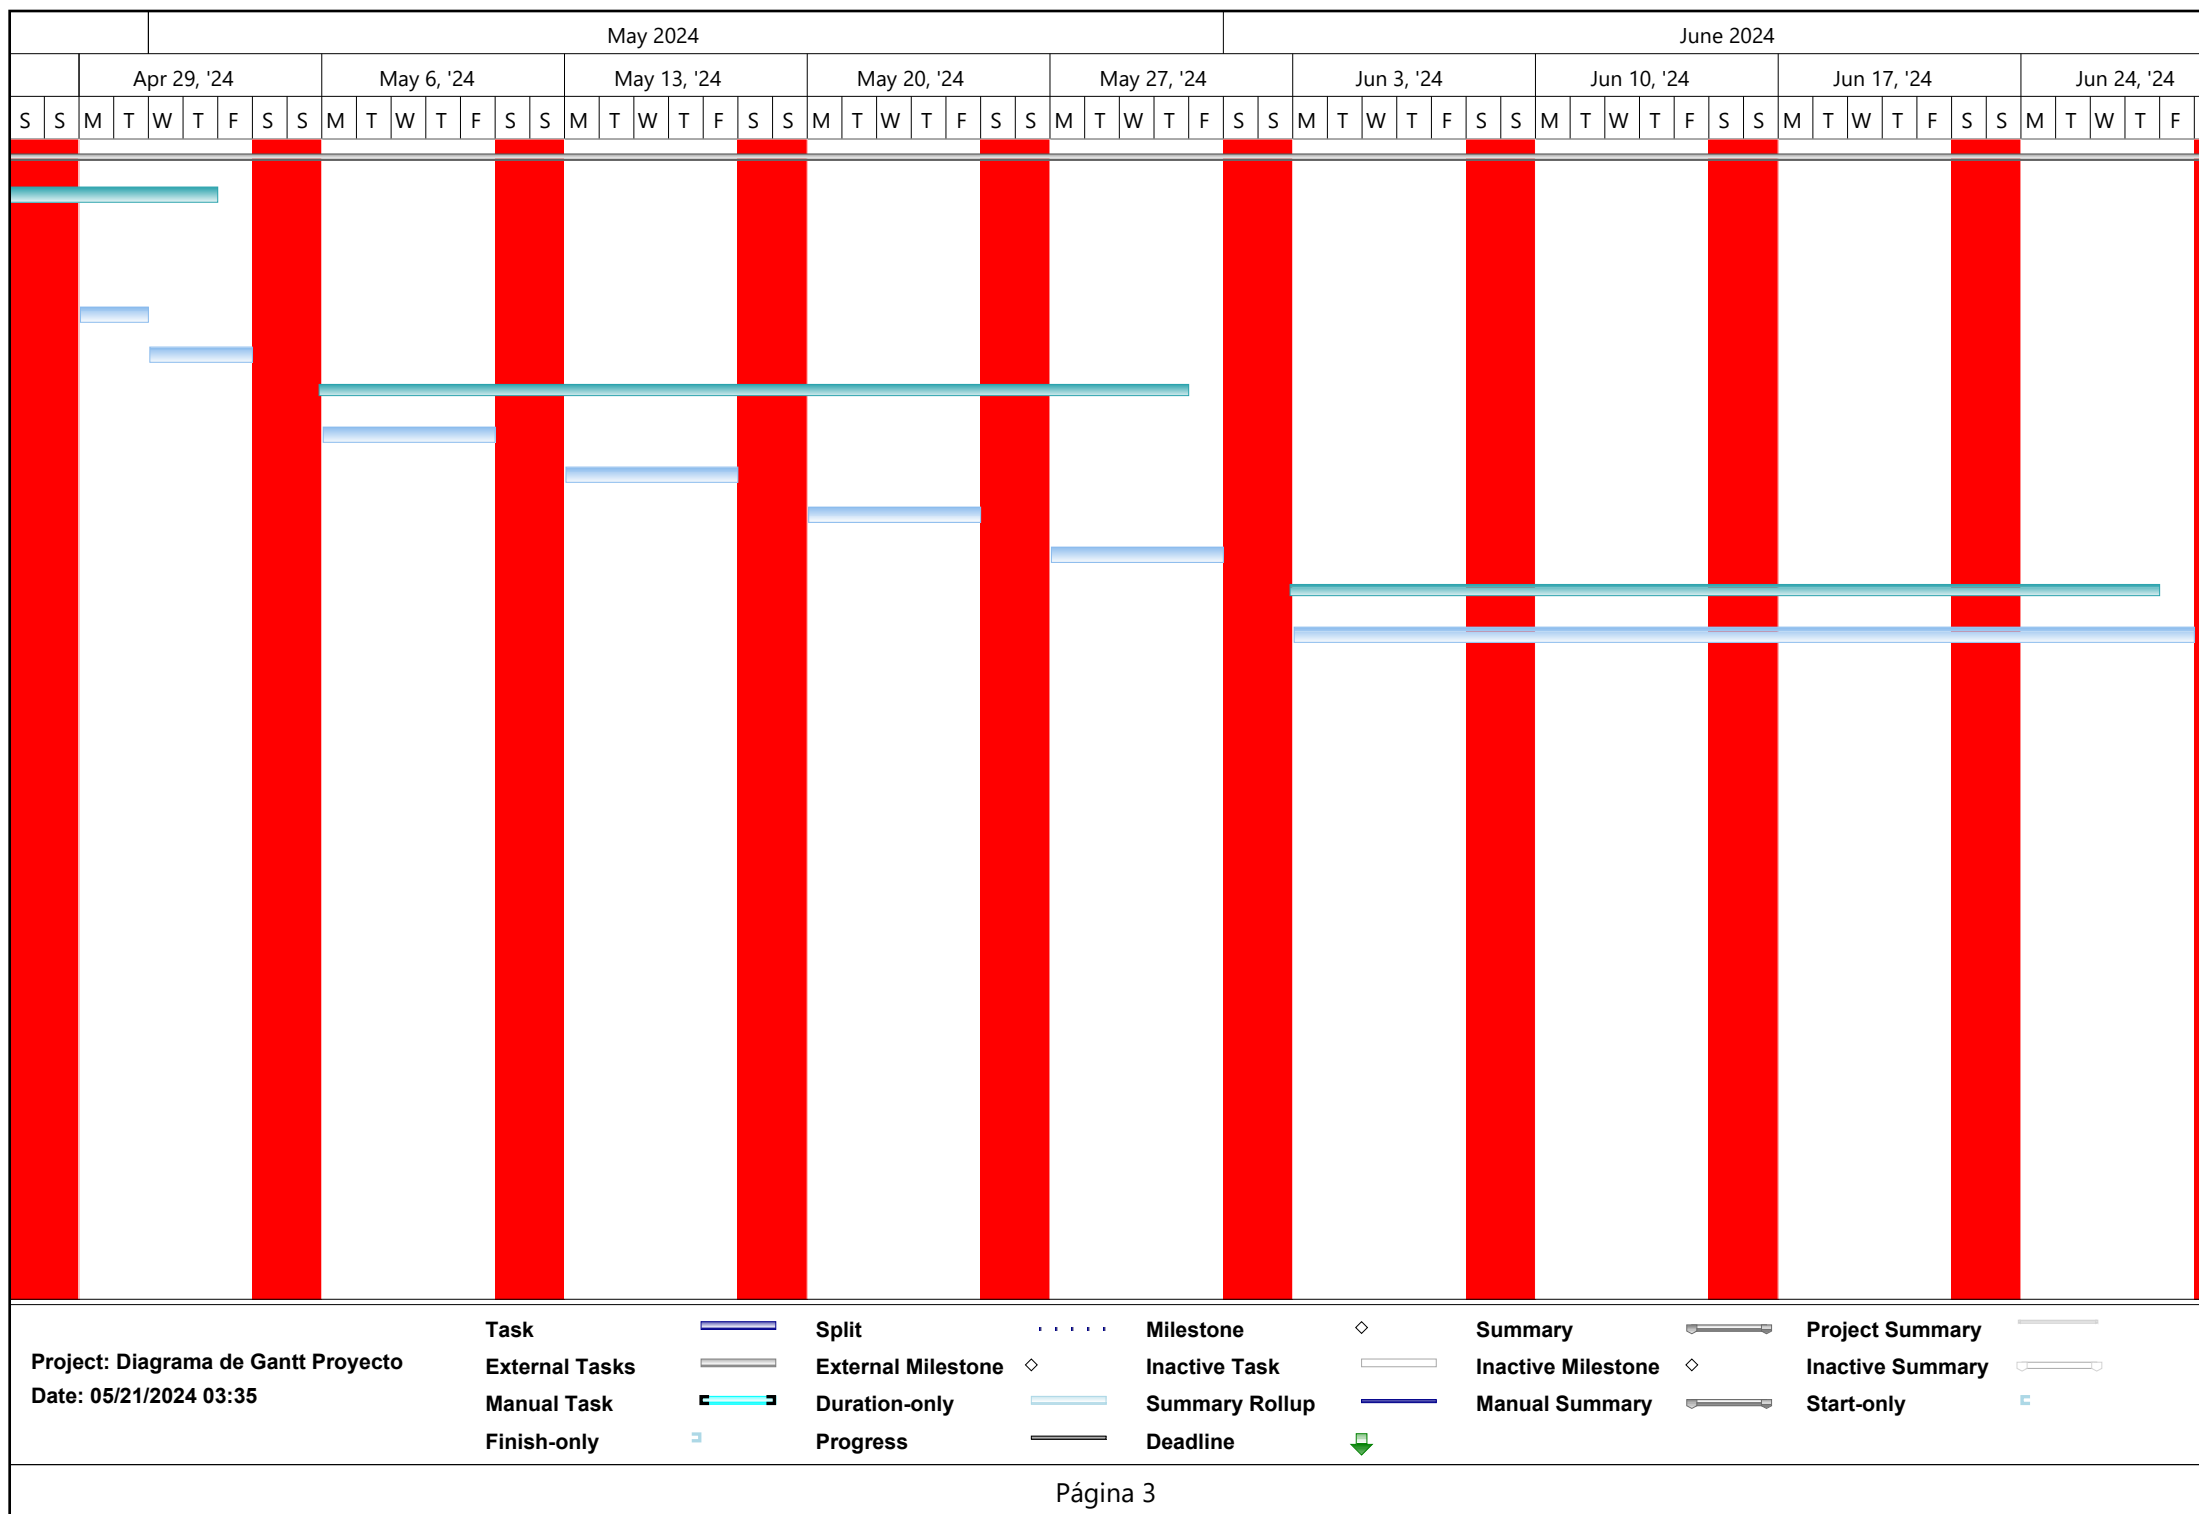 May 2024 June 2024
Apr 29, '24 May 6, '24 May 13, '24 May 20, '24 May 27, '24 Jun 3, '24 Jun 10, '24 Jun 17, '24 Jun 24, '24
S S M T W T F S S M T W T F S S M T W T F S S M T W T F S S M T W T F S S M T W T F S S M T W T F S S M T W T F S S M T W T F
Task Split Milestone Summary Project Summary
Project: Diagrama de Gantt Proyecto
External Tasks External Milestone Inactive Task Inactive Milestone Inactive Summary
Date: 05/21/2024 03:35
Manual Task Duration-only Summary Rollup Manual Summary Start-only
Finish-only Progress Deadline
Página 3